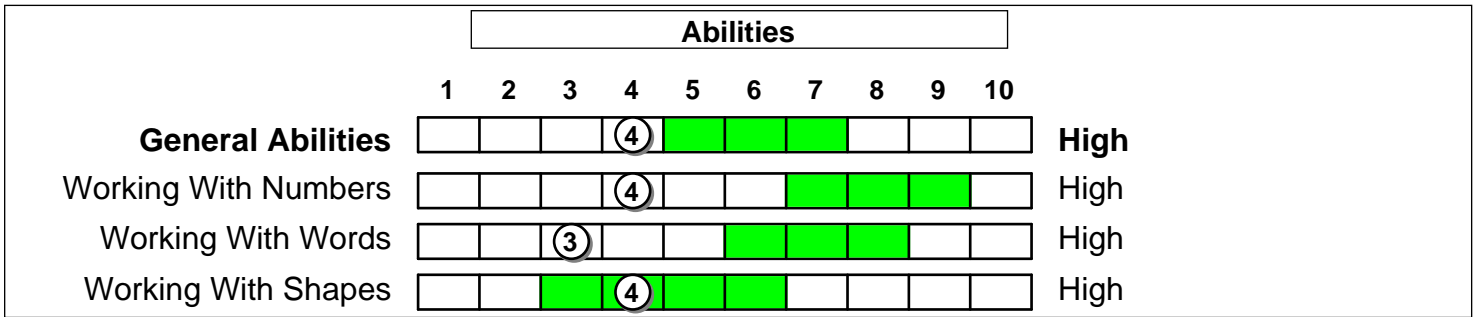 Abilities
1 2 3 4 5 6 7 8 9 10
General Abilities 4 High
Working With Numbers 4 High
Working With Words 3 High
Working With Shapes 4 High